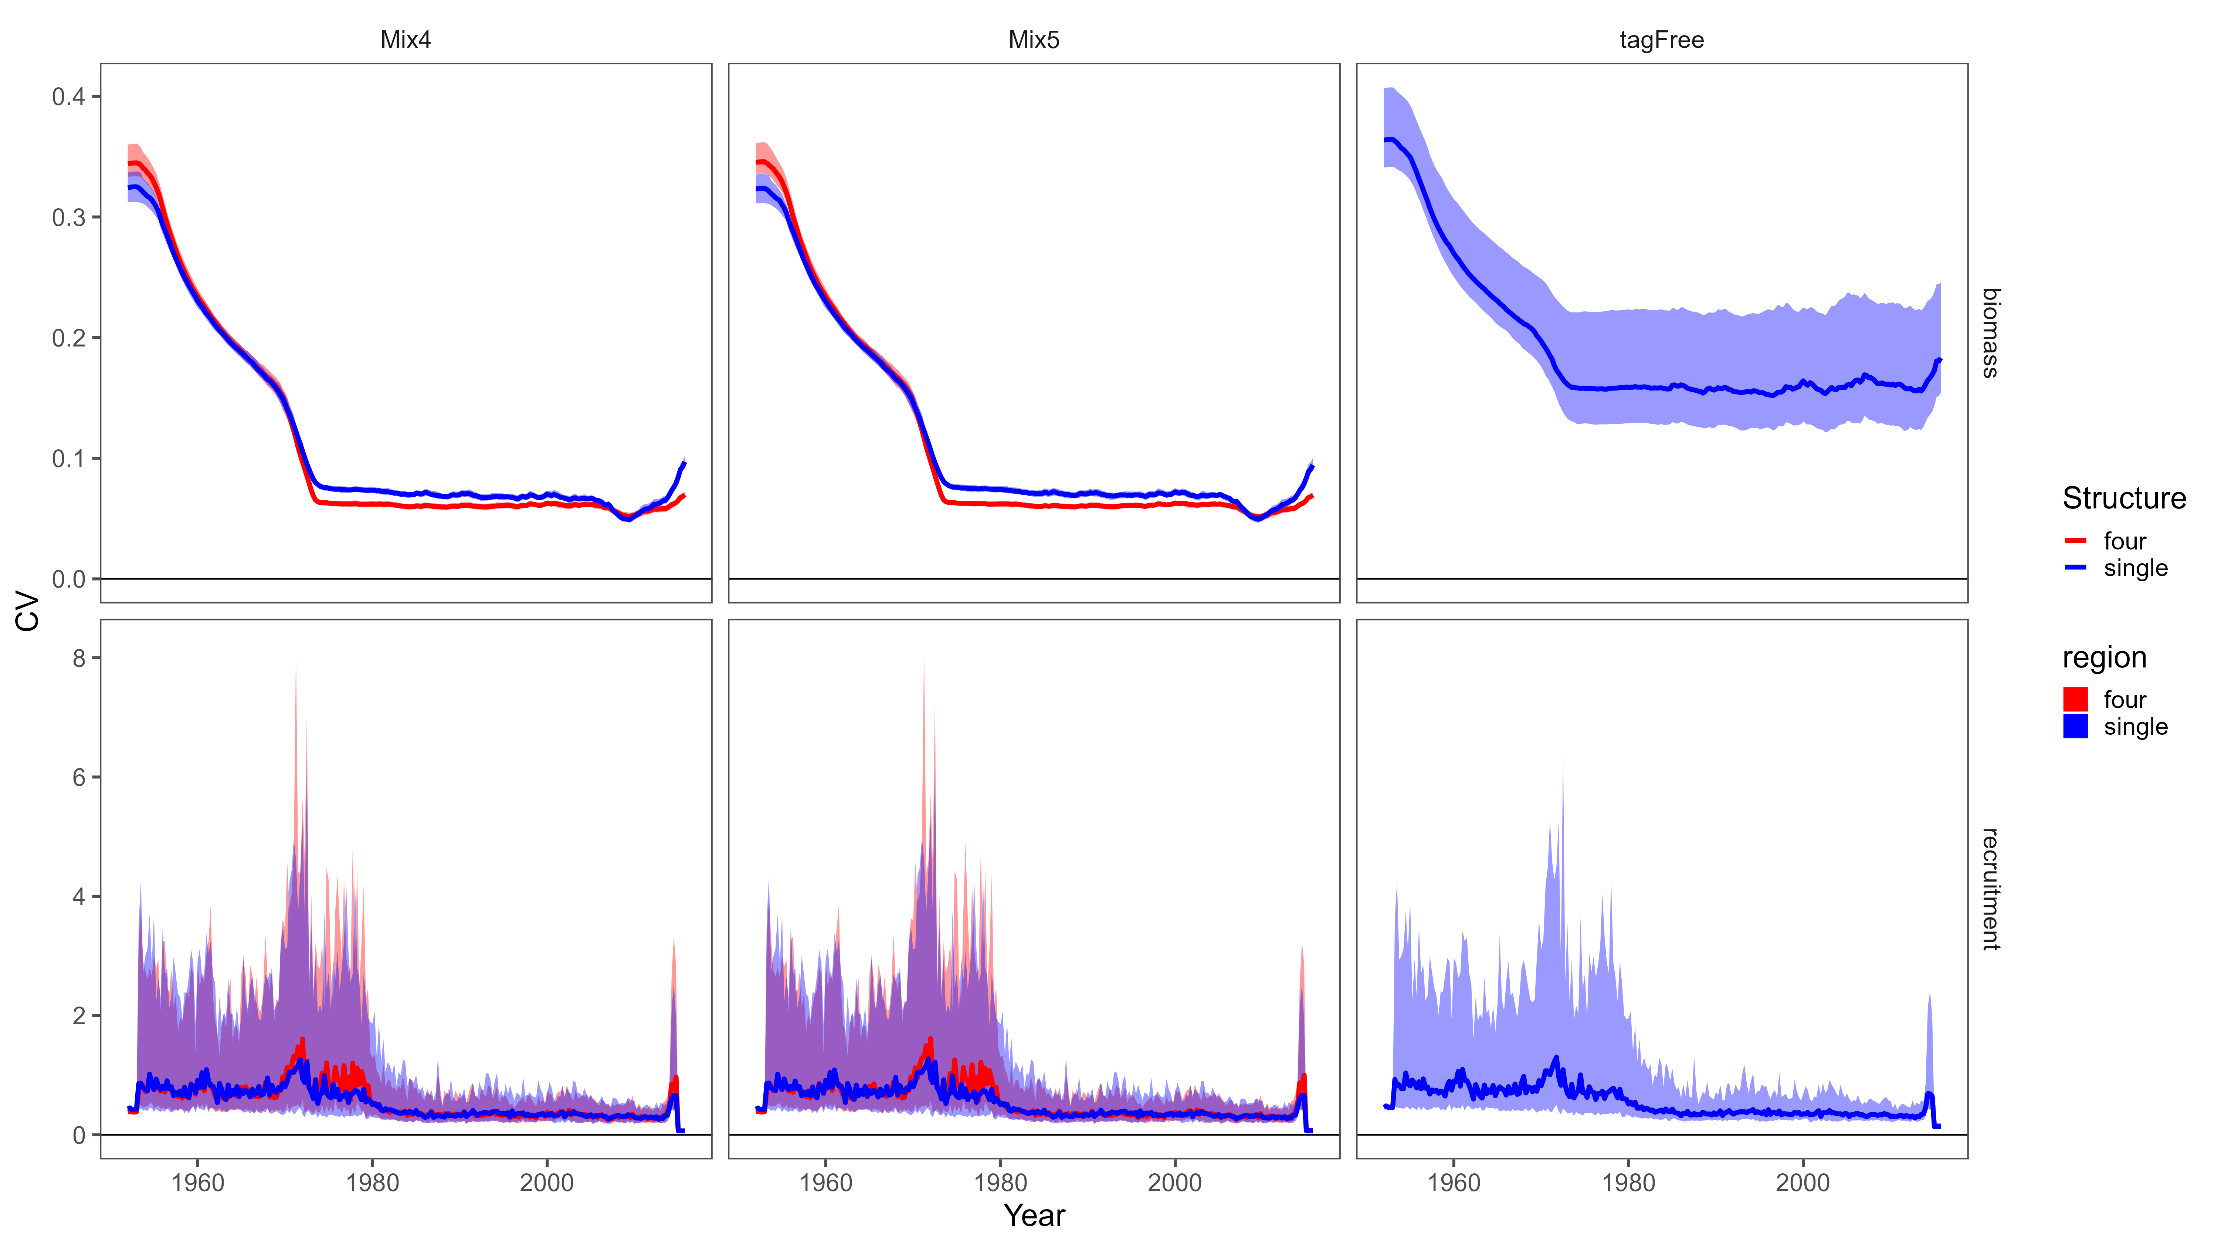 Mix4 Mix5 tagFree
0.4
0.3
0.2
0.1
0.0
biomass
CV
8
6
4
2
0
recruitment
1960 1980 2000 1960 1980 2000 1960 1980 2000
Year
Structure
four
single
region
four
single